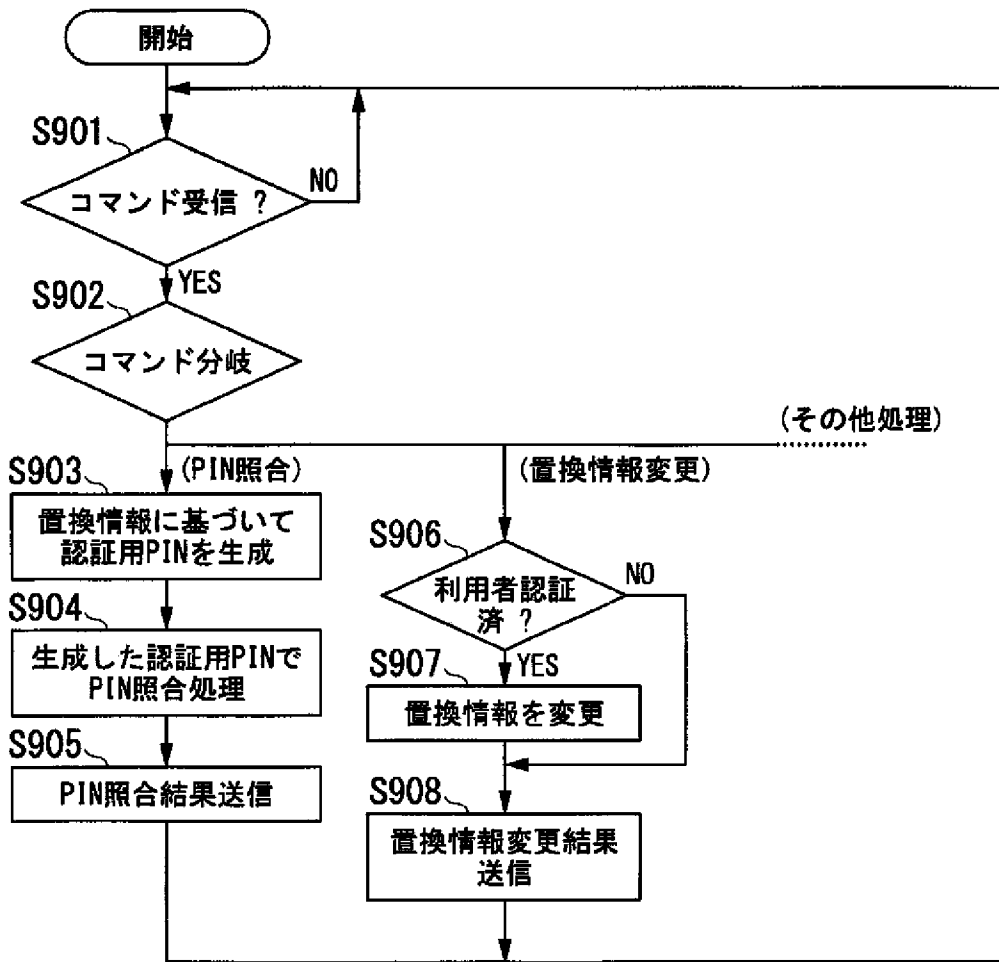 開始
S901
コマンド受信 ?
NO
YES
S902
コマンド分岐
(その他処理)
(PIN照合)
(置換情報変更)
S903
置換情報に基づいて
認証用PINを生成
S904
生成した認証用PINで
PIN照合処理
S905
PIN照合結果送信
S906
利用者認証
済 ?
NO
YES
S907
置換情報を変更
S908
置換情報変更結果
送信